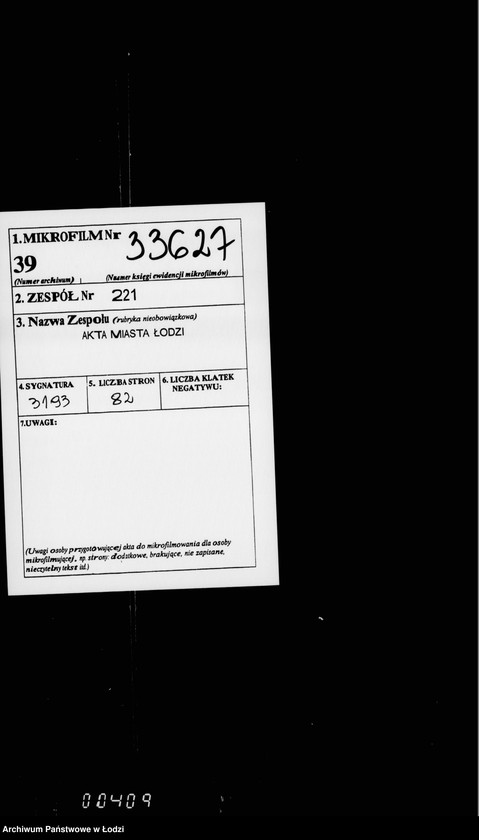 1. MIKROFILM Nr 33627
39
(Numer archiwum) (Numer księgi ewidencji mikrofilmów)
2. ZESPÓŁ Nr 221
3. Nazwa Zespołu (rubryka nieobowiązkowa)
AKTA MIASTA ŁODZI
4. SYGNATURA 5. LICZBA STRON 6. LICZBA KLATEK
NEGATYWU:
3193 82
7. UWAGI:
(Uwagi osoby przygotowującej akta do mikrofilmowania dla osoby
mikrofilmującej, np. strony: dodatkowe, brakujące, nie zapisane,
nieczytelny tekst itd.)
00409
Archiwum Państwowe w Łodzi